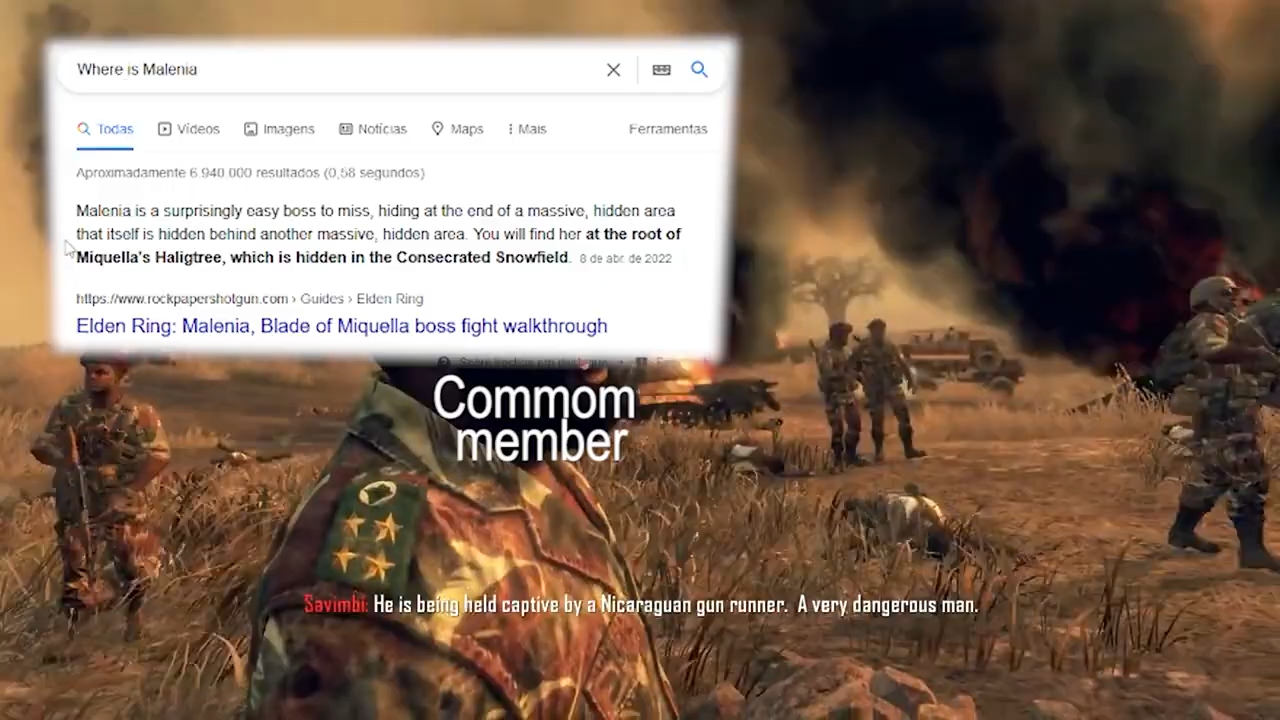 Where is Malenia
Todas Vídeos Imagens Notícias Maps Mais Ferramentas
Aproximadamente 6.940.000 resultados (0,58 segundos)
Malenia is a surprisingly easy boss to miss, hiding at the end of a massive, hidden area
that itself is hidden behind another massive, hidden area. You will find her at the root of
Miquella's Haligtree, which is hidden in the Consecrated Snowfield. 8 de abr. de 2022
https://www.rockpapershotgun.com › Guides › Elden Ring
Elden Ring: Malenia, Blade of Miquella boss fight walkthrough
Commom
member
Savimbi: He is being held captive by a Nicaraguan gun runner. A very dangerous man.